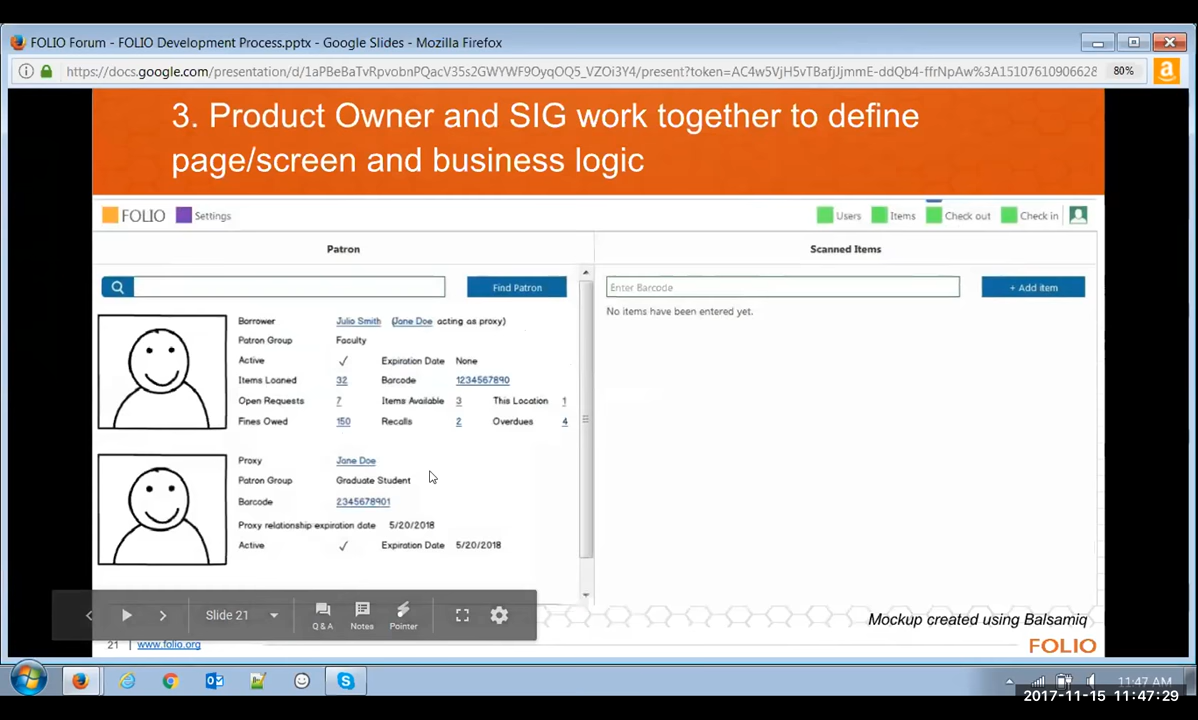 FOLIO Forum - FOLIO Development Process.pptx - Google Slides - Mozilla Firefox
https://docs.google.com/presentation/d/1aPBeBaTvRpvobnPQacV35s2GWYWF9OyqOQ5_VZOi3Y4/present?token=AC4w5VjH5vTBafjJjmmE-ddQb4-ffrNpAw%3A15107610906628 80%
3. Product Owner and SIG work together to define
page/screen and business logic
FOLIO Settings Users Items Check out Check in
Patron
Find Patron
Borrower Julio Smith (Jane Doe acting as proxy)
Patron Group Faculty
Active ✓ Expiration Date None
Items Loaned 32 Barcode 1234567890
Open Requests 7 Items Available 3 This Location 1
Fines Owed 150 Recalls 2 Overdues 4
Proxy Jane Doe
Patron Group Graduate Student
Barcode 2345678901
Proxy relationship expiration date 5/20/2018
Active ✓ Expiration Date 5/20/2018
Scanned Items
Enter Barcode + Add item
No items have been entered yet.
Slide 21 Q & A Notes Pointer
Mockup created using Balsamiq
21 | www.folio.org FOLIO
11:47 AM
2017-11-15 11:47:29